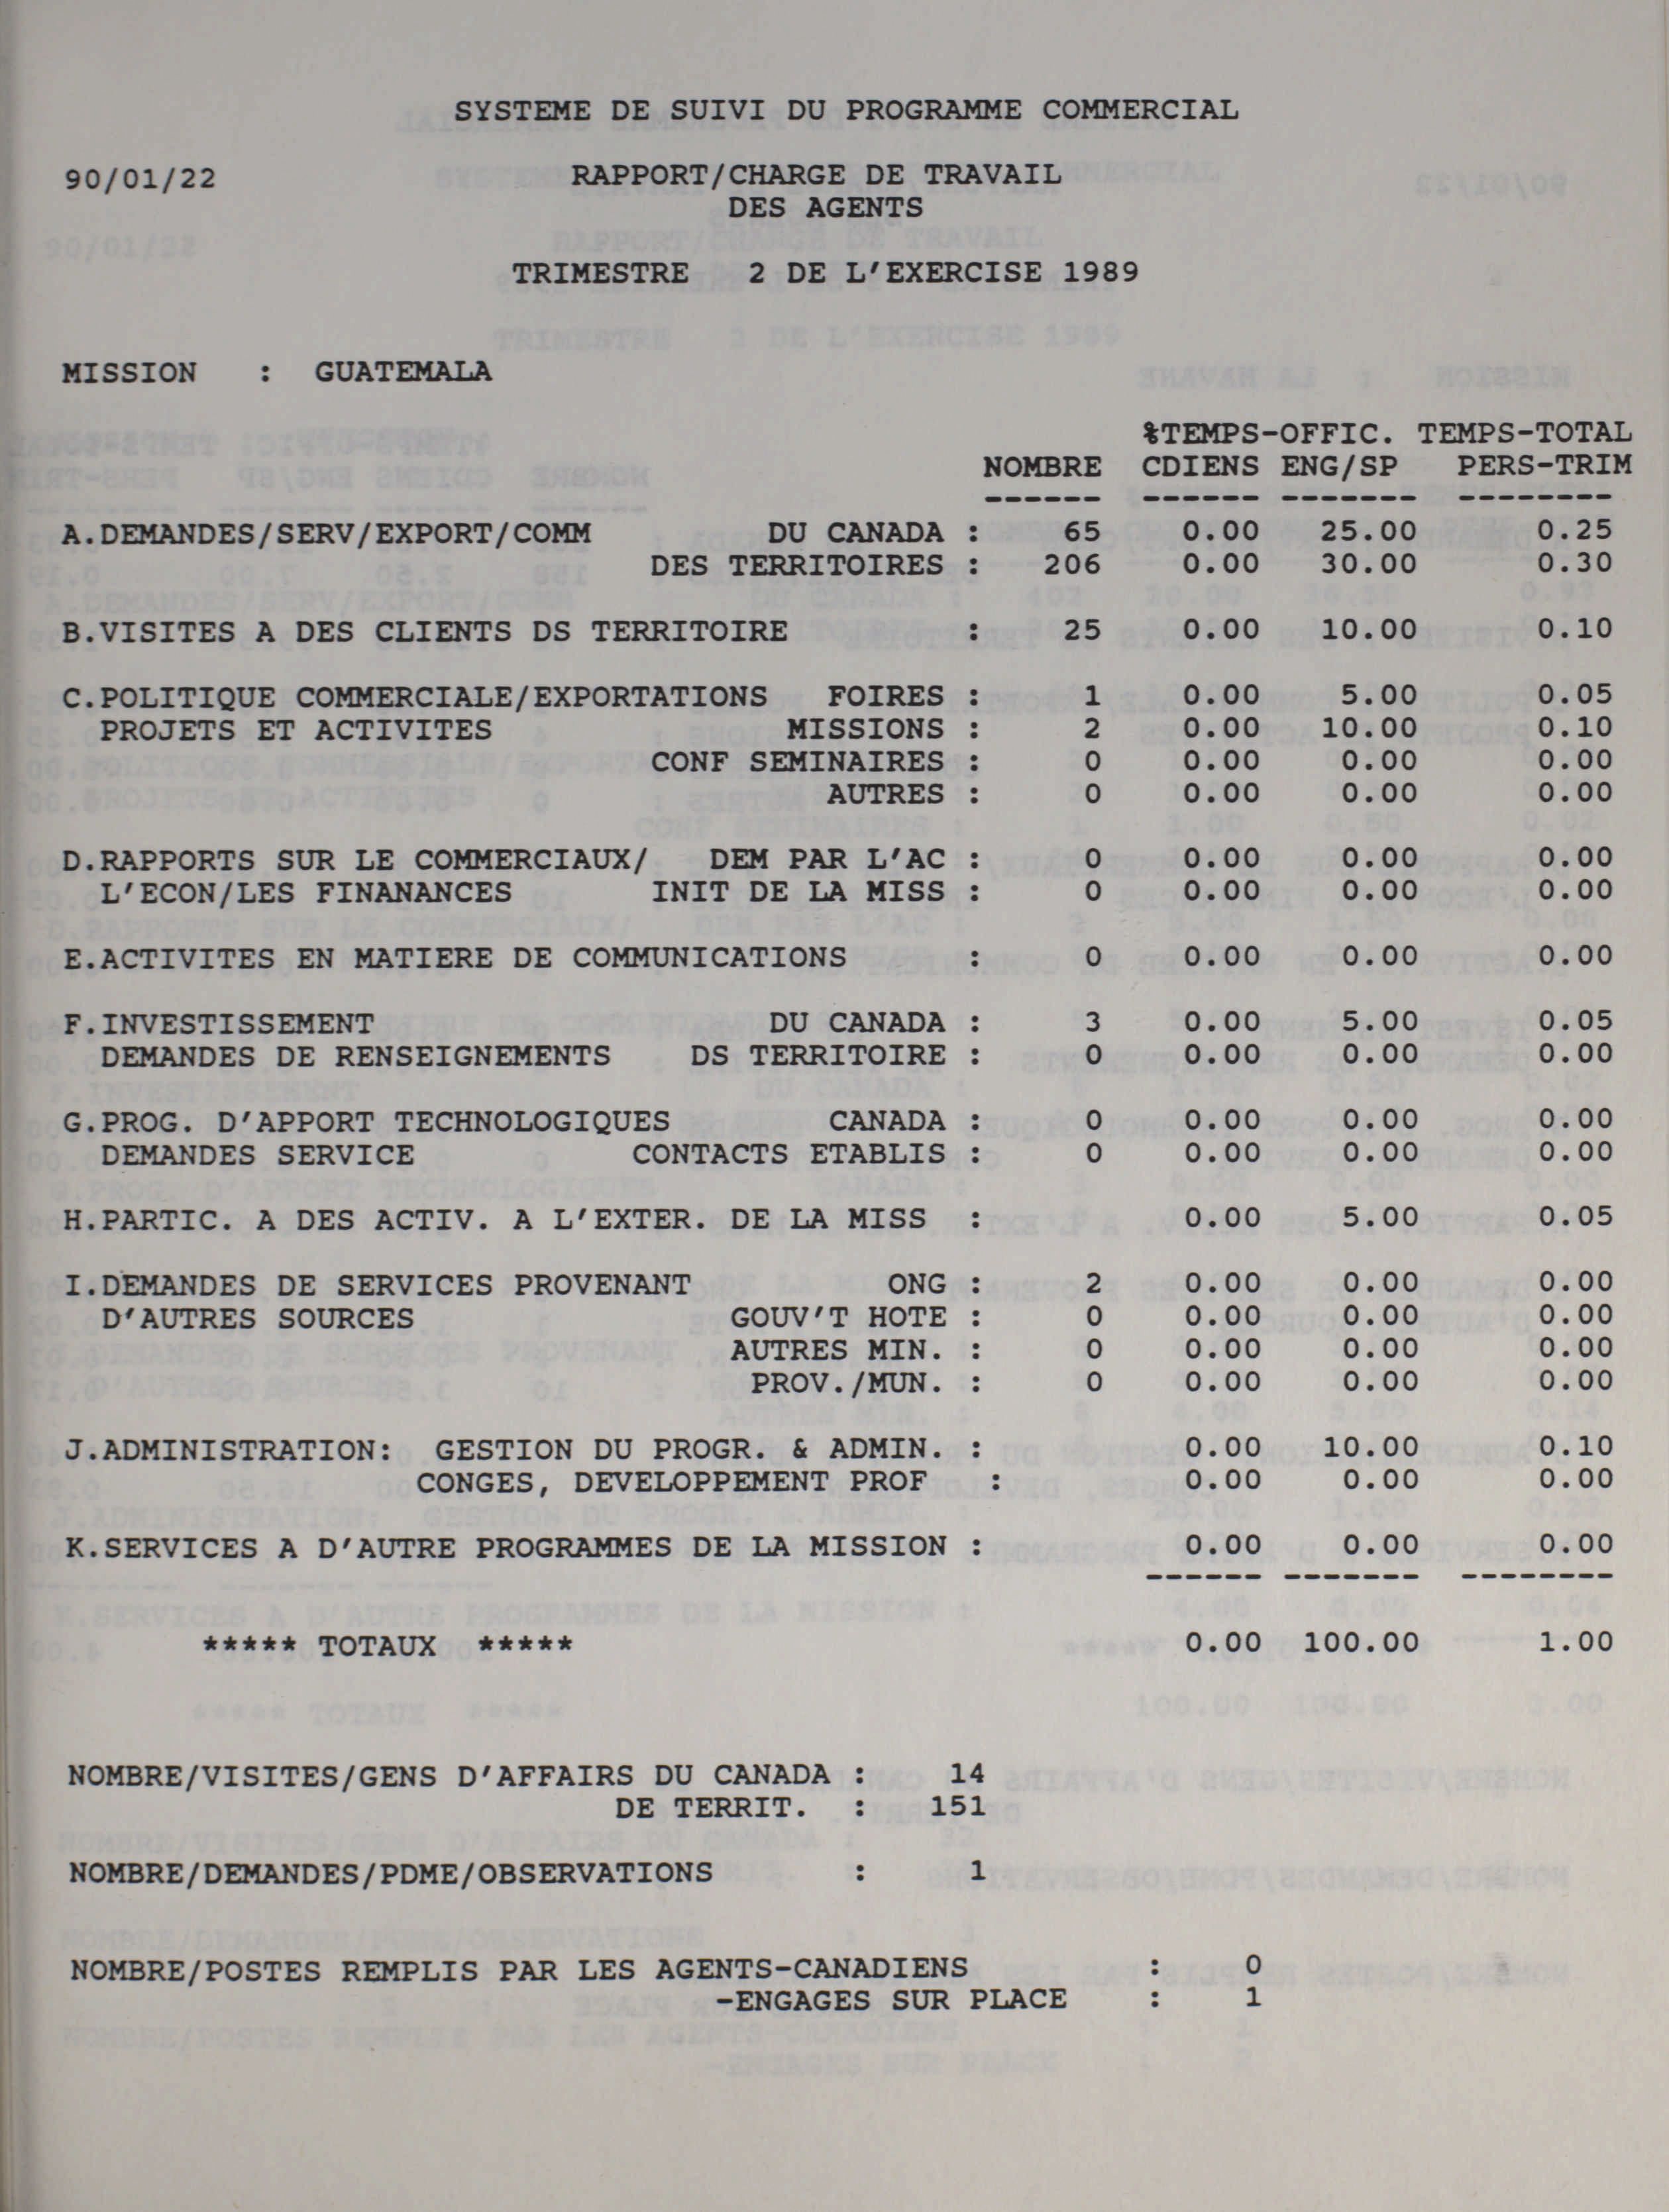 SYSTEME DE SUIVI DU PROGRAMME COMMERCIAL
90/01/22 RAPPORT/CHARGE DE TRAVAIL
DES AGENTS
TRIMESTRE 2 DE L'EXERCISE 1989
MISSION : GUATEMALA
%TEMPS-OFFIC. TEMPS-TOTAL
NOMBRE CDIENS ENG/SP PERS-TRIM
------ ------ ------- --------
A.DEMANDES/SERV/EXPORT/COMM DU CANADA : 65 0.00 25.00 0.25
DES TERRITOIRES : 206 0.00 30.00 0.30
B.VISITES A DES CLIENTS DS TERRITOIRE : 25 0.00 10.00 0.10
C.POLITIQUE COMMERCIALE/EXPORTATIONS FOIRES : 1 0.00 5.00 0.05
PROJETS ET ACTIVITES MISSIONS : 2 0.00 10.00 0.10
CONF SEMINAIRES : 0 0.00 0.00 0.00
AUTRES : 0 0.00 0.00 0.00
D.RAPPORTS SUR LE COMMERCIAUX/ DEM PAR L'AC : 0 0.00 0.00 0.00
L'ECON/LES FINANANCES INIT DE LA MISS : 0 0.00 0.00 0.00
E.ACTIVITES EN MATIERE DE COMMUNICATIONS : 0 0.00 0.00 0.00
F.INVESTISSEMENT DU CANADA : 3 0.00 5.00 0.05
DEMANDES DE RENSEIGNEMENTS DS TERRITOIRE : 0 0.00 0.00 0.00
G.PROG. D'APPORT TECHNOLOGIQUES CANADA : 0 0.00 0.00 0.00
DEMANDES SERVICE CONTACTS ETABLIS : 0 0.00 0.00 0.00
H.PARTIC. A DES ACTIV. A L'EXTER. DE LA MISS : 0.00 5.00 0.05
I.DEMANDES DE SERVICES PROVENANT ONG : 2 0.00 0.00 0.00
D'AUTRES SOURCES GOUV'T HOTE : 0 0.00 0.00 0.00
AUTRES MIN. : 0 0.00 0.00 0.00
PROV./MUN. : 0 0.00 0.00 0.00
J.ADMINISTRATION: GESTION DU PROGR. & ADMIN. : 0.00 10.00 0.10
CONGES, DEVELOPPEMENT PROF : 0.00 0.00 0.00
K.SERVICES A D'AUTRE PROGRAMMES DE LA MISSION : 0.00 0.00 0.00
------ ------- --------
***** TOTAUX ***** 0.00 100.00 1.00
NOMBRE/VISITES/GENS D'AFFAIRS DU CANADA : 14
DE TERRIT. : 151
NOMBRE/DEMANDES/PDME/OBSERVATIONS : 1
NOMBRE/POSTES REMPLIS PAR LES AGENTS-CANADIENS : 0
-ENGAGES SUR PLACE : 1